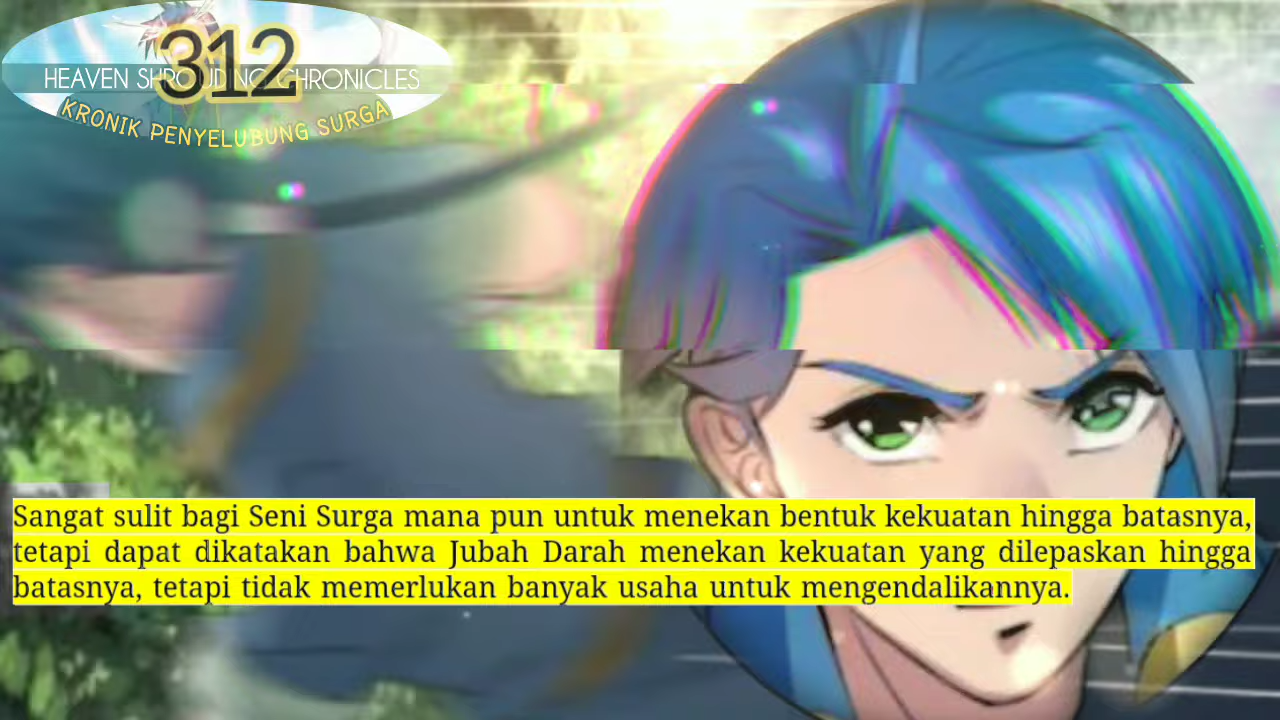 312
HEAVEN SHROUDING CHRONICLES
KRONIK PENYELUBUNG SURGA
Sangat sulit bagi Seni Surga mana pun untuk menekan bentuk kekuatan hingga batasnya,
tetapi dapat dikatakan bahwa Jubah Darah menekan kekuatan yang dilepaskan hingga
batasnya, tetapi tidak memerlukan banyak usaha untuk mengendalikannya.